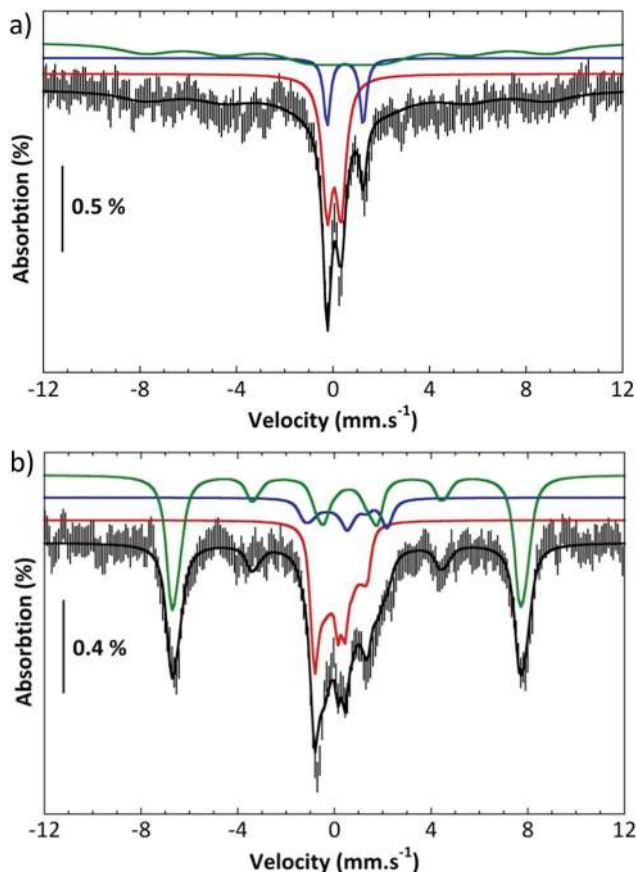 a)
Absorbtion (%)
0.5 %
-12 -8 -4 0 4 8 12
Velocity (mm.s⁻¹)
b)
Absorbtion (%)
0.4 %
-12 -8 -4 0 4 8 12
Velocity (mm.s⁻¹)